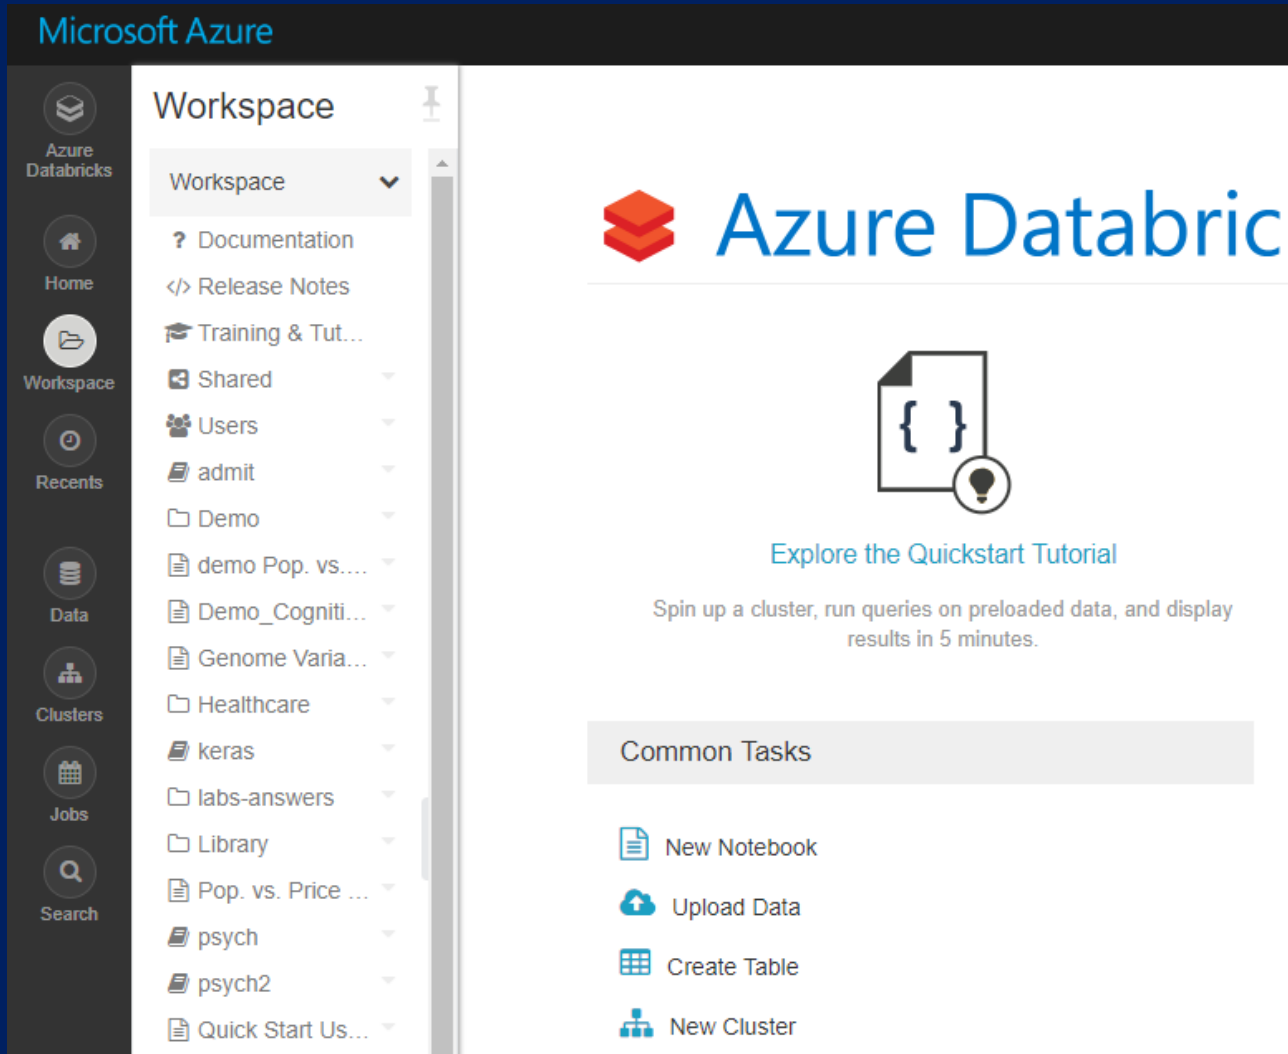 Microsoft Azure
Azure
Databricks
Home
Workspace
Recents
Data
Clusters
Jobs
Search
Workspace
Workspace
? Documentation
</> Release Notes
Training & Tut...
Shared
Users
admit
Demo
demo Pop. vs....
Demo_Cogniti...
Genome Varia...
Healthcare
keras
labs-answers
Library
Pop. vs. Price ...
psych
psych2
Quick Start Us...
Azure Databric
{ }
Explore the Quickstart Tutorial
Spin up a cluster, run queries on preloaded data, and display
results in 5 minutes.
Common Tasks
New Notebook
Upload Data
Create Table
New Cluster